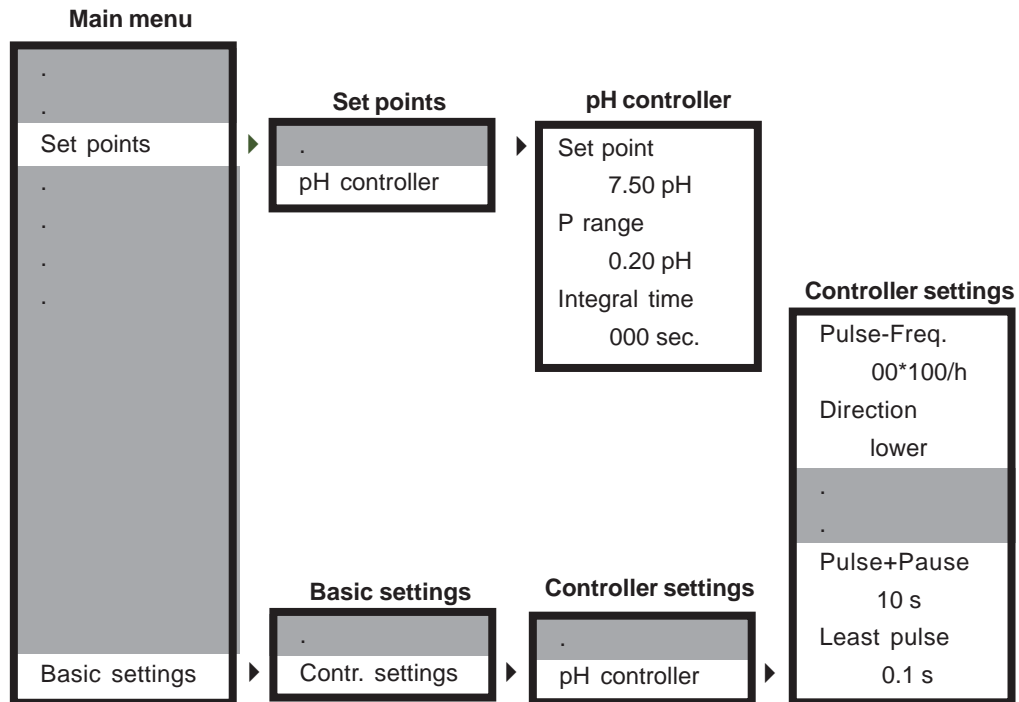 Main menu
.
.
Set points
.
.
.
.
Basic settings
Set points
.
pH controller
pH controller
Set point
7.50 pH
P range
0.20 pH
Integral time
000 sec.
Basic settings
.
Contr. settings
Controller settings
.
pH controller
Controller settings
Pulse-Freq.
00*100/h
Direction
lower
.
.
Pulse+Pause
10 s
Least pulse
0.1 s